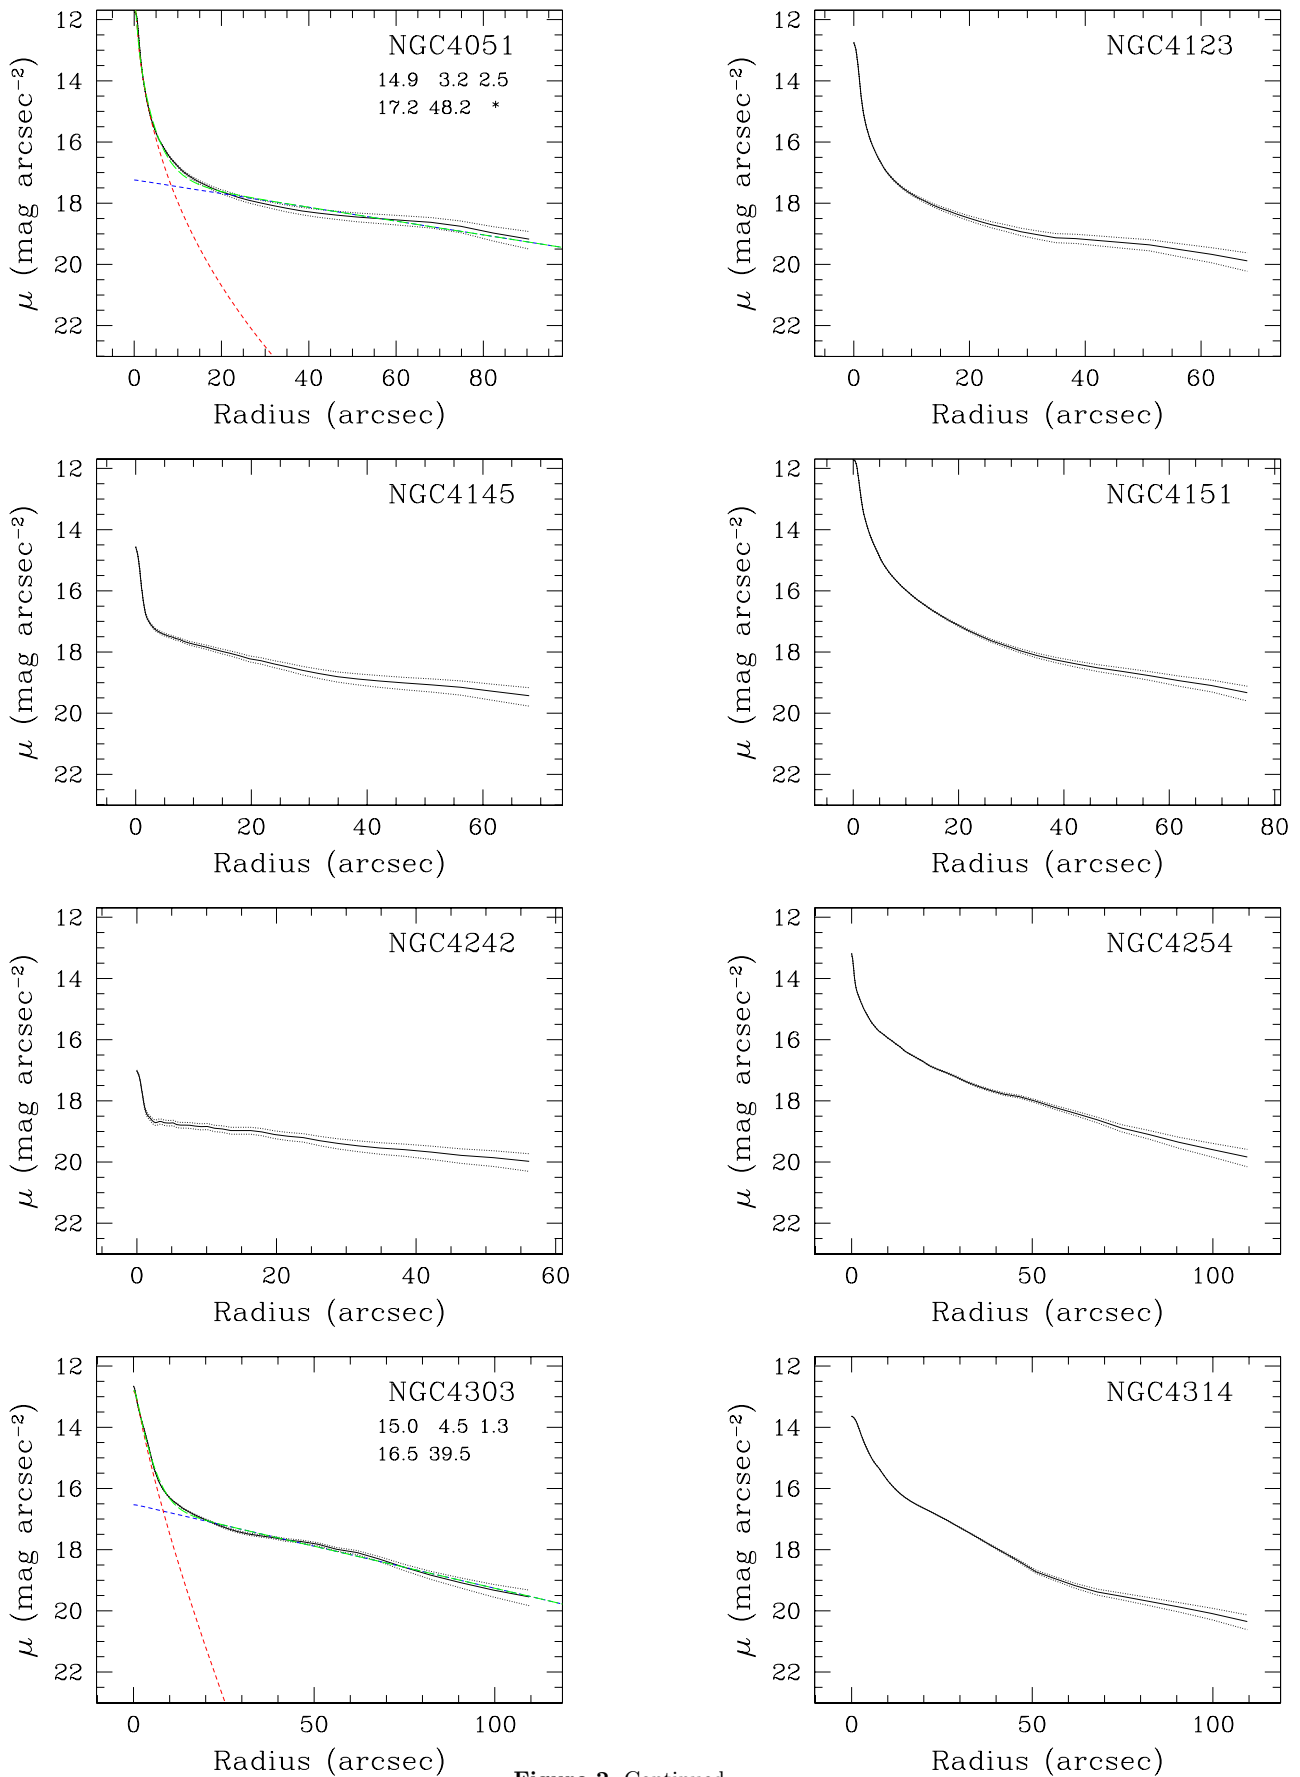 NGC4051
14.9 3.2 2.5
17.2 48.2 *
12
14
16
18
20
22
μ (mag arcsec⁻²)
0 20 40 60 80
Radius (arcsec)
NGC4123
12
14
16
18
20
22
μ (mag arcsec⁻²)
0 20 40 60
Radius (arcsec)
NGC4145
12
14
16
18
20
22
μ (mag arcsec⁻²)
0 20 40 60
Radius (arcsec)
NGC4151
12
14
16
18
20
22
μ (mag arcsec⁻²)
0 20 40 60 80
Radius (arcsec)
NGC4242
12
14
16
18
20
22
μ (mag arcsec⁻²)
0 20 40 60
Radius (arcsec)
NGC4254
12
14
16
18
20
22
μ (mag arcsec⁻²)
0 50 100
Radius (arcsec)
NGC4303
15.0 4.5 1.3
16.5 39.5
12
14
16
18
20
22
μ (mag arcsec⁻²)
0 50 100
Radius (arcsec)
NGC4314
12
14
16
18
20
22
μ (mag arcsec⁻²)
0 50 100
Radius (arcsec)
Figure 2. Continued